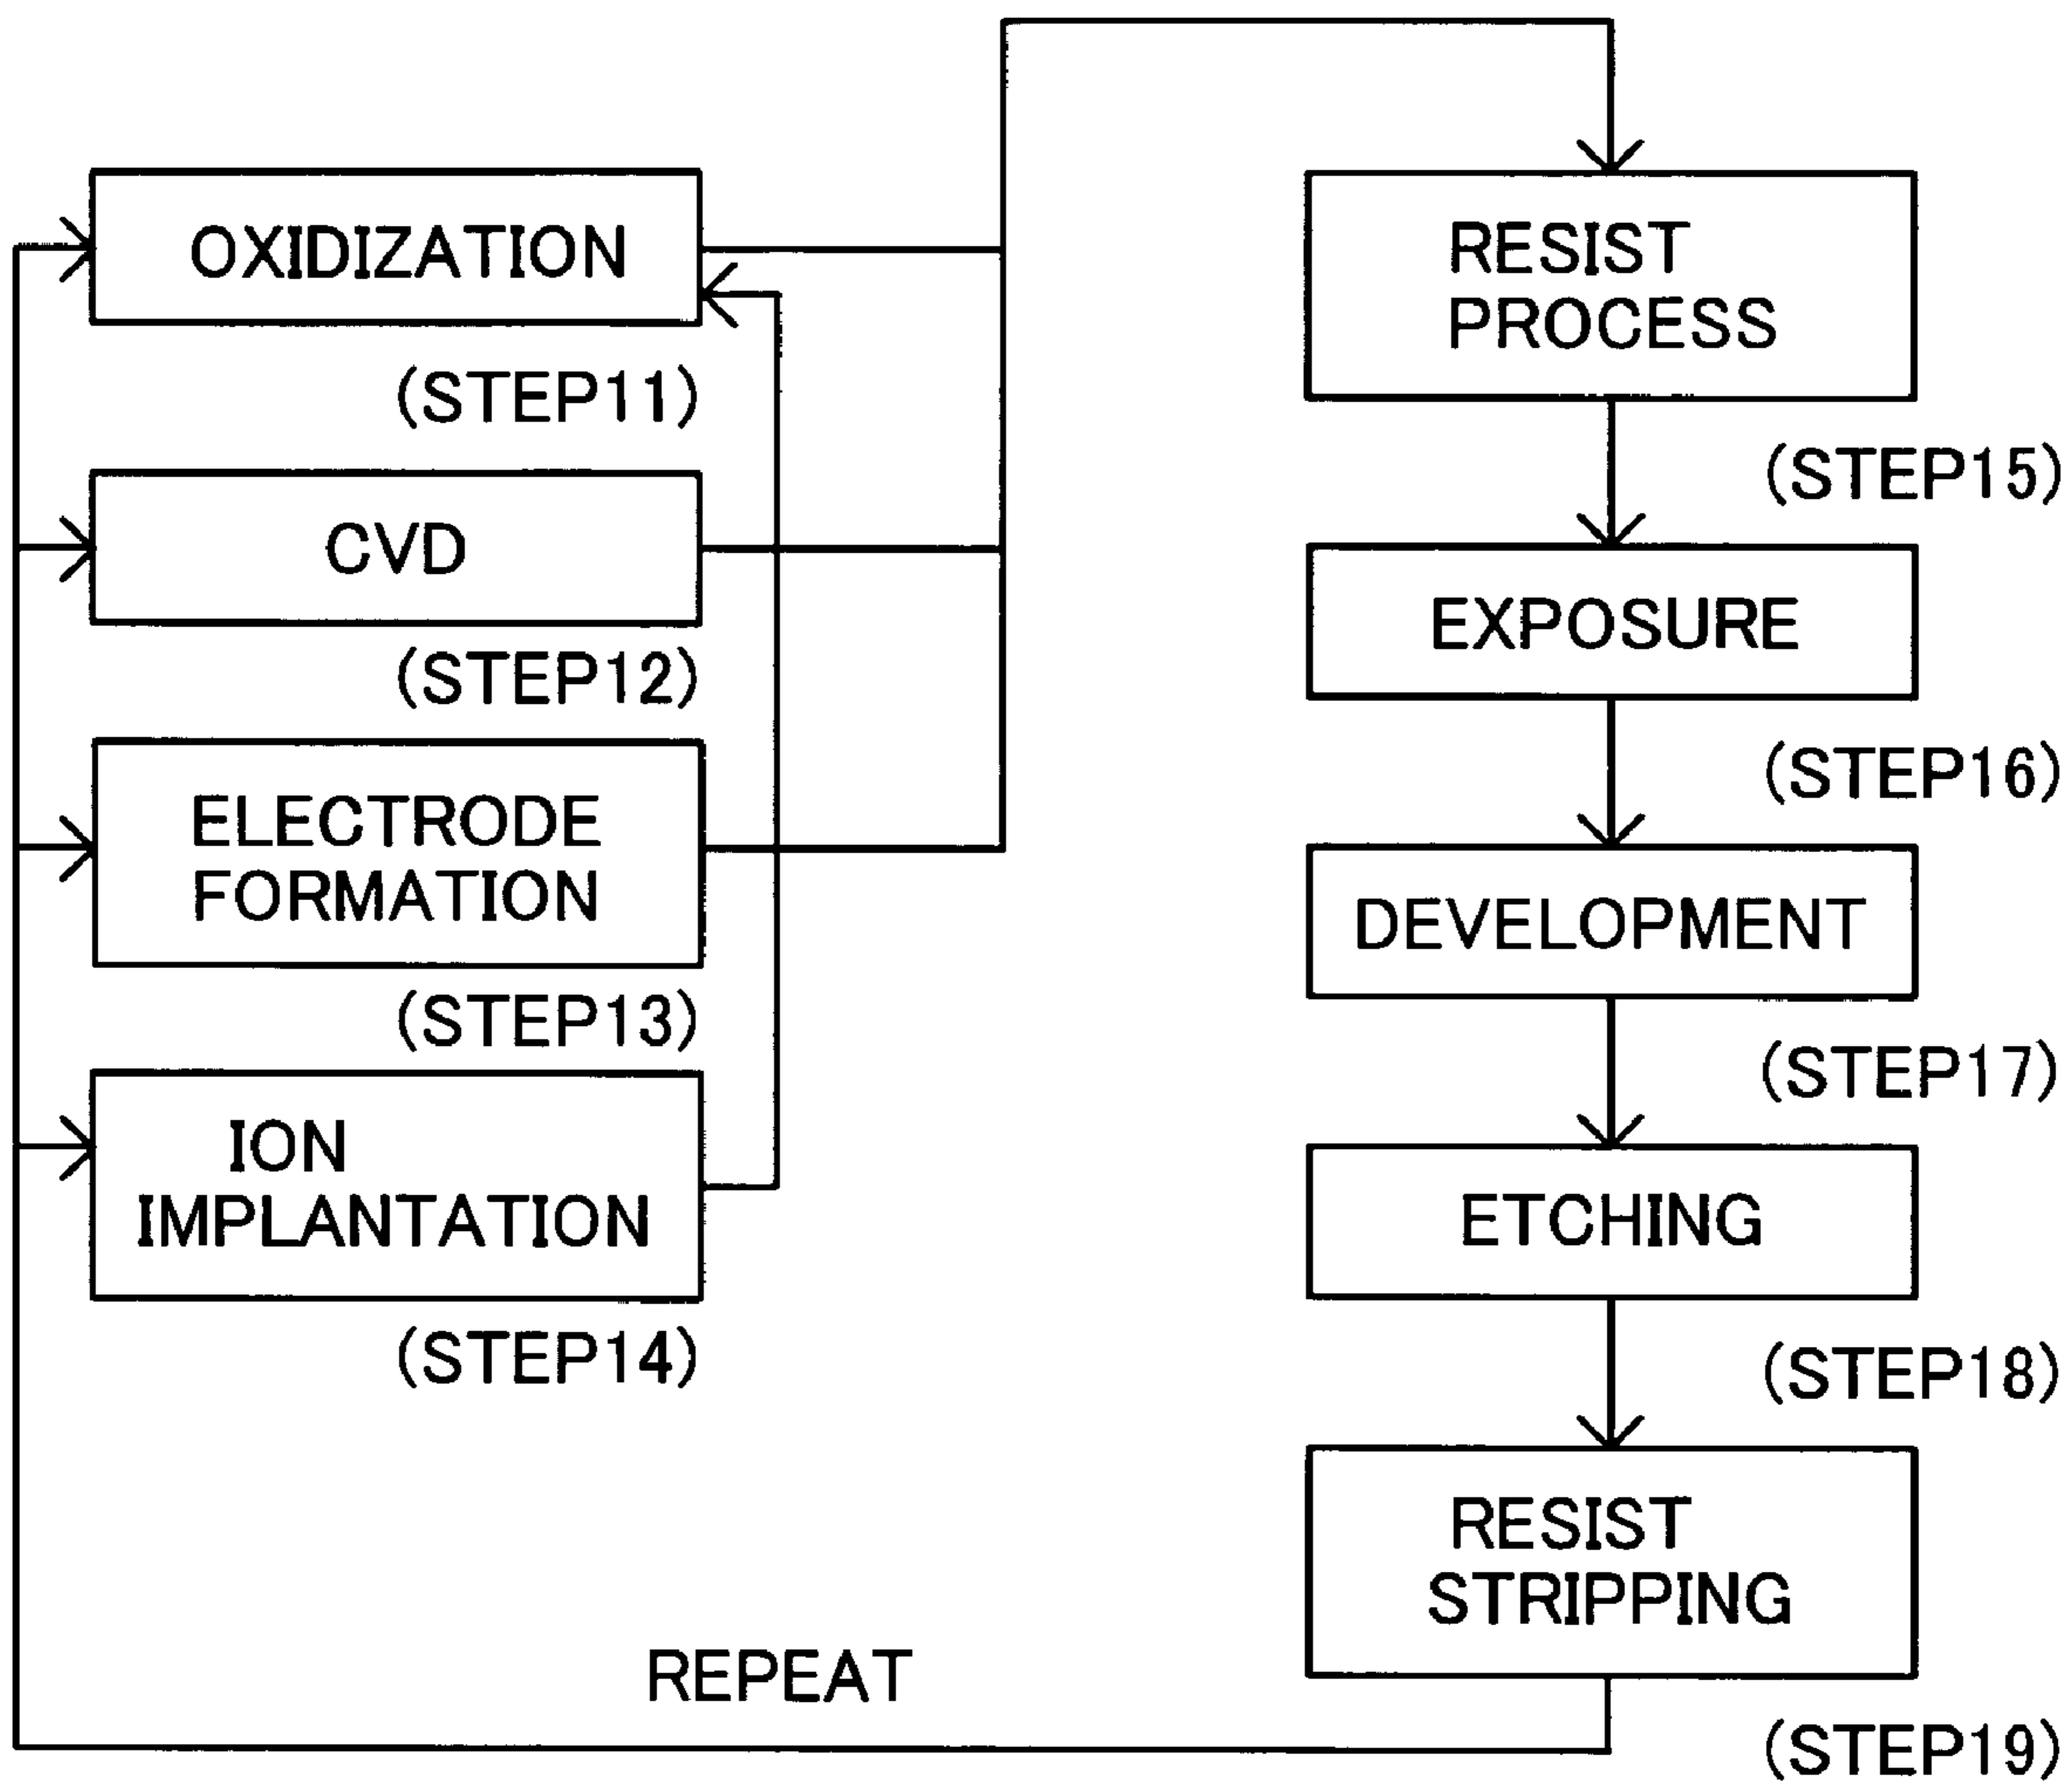 OXIDIZATION
(STEP11)
CVD
(STEP12)
ELECTRODE
FORMATION
(STEP13)
ION
IMPLANTATION
(STEP14)
RESIST
PROCESS
(STEP15)
EXPOSURE
(STEP16)
DEVELOPMENT
(STEP17)
ETCHING
(STEP18)
RESIST
STRIPPING
(STEP19)
REPEAT